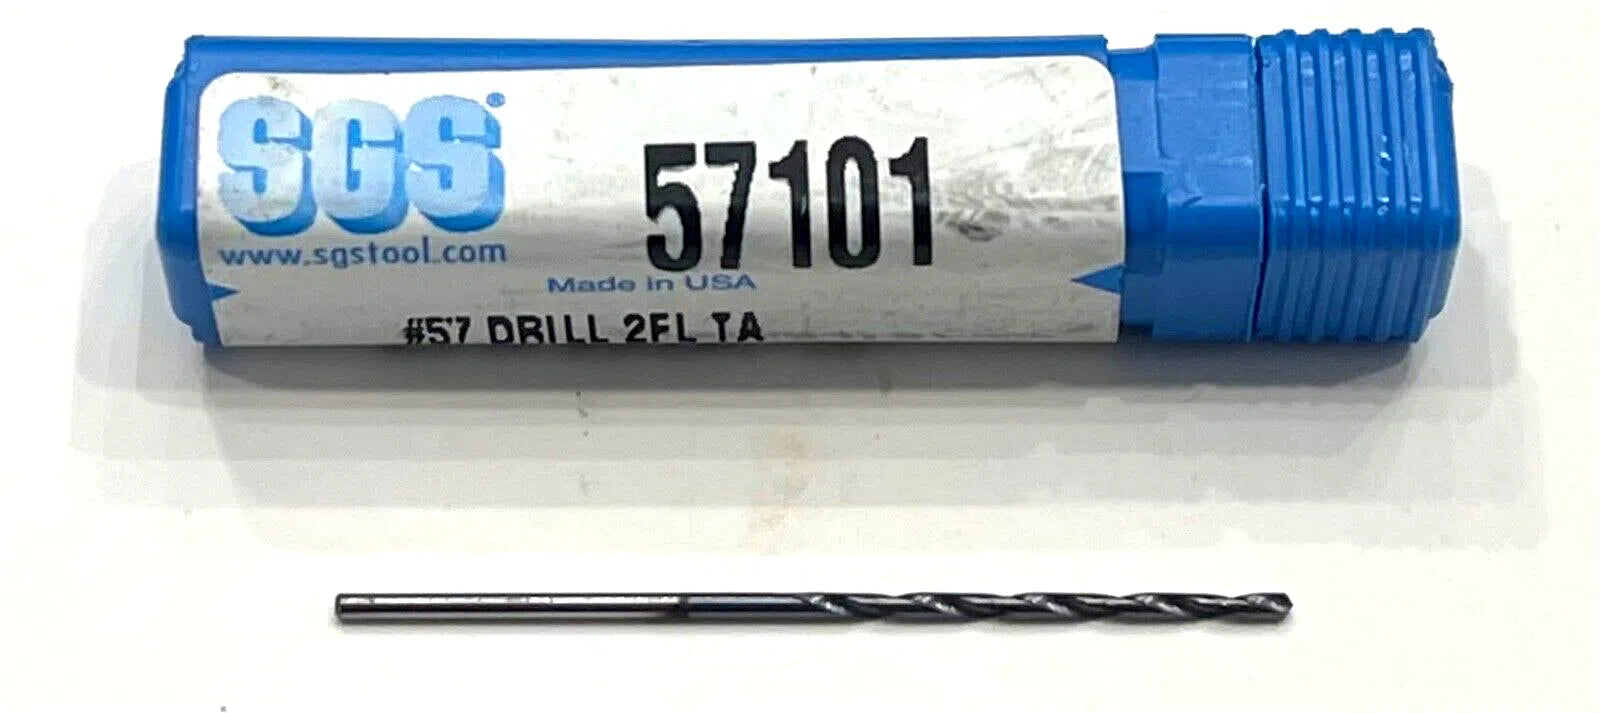 SGS®
57101
www.sgstool.com
Made in USA
#57 DRILL 2FL TA